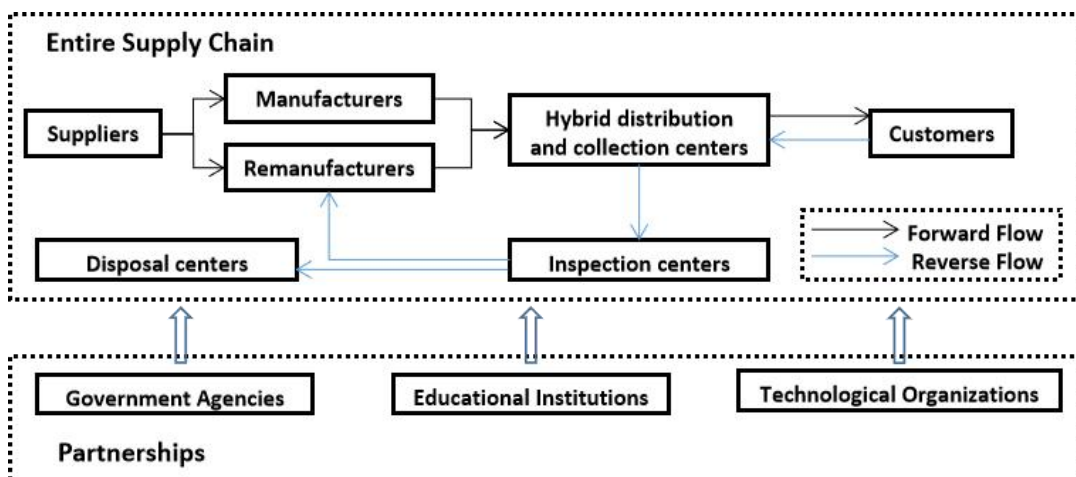 Entire Supply Chain
Manufacturers
Suppliers
Hybrid distribution
and collection centers
Customers
Remanufacturers
Forward Flow
Disposal centers
Inspection centers
Reverse Flow
Government Agencies
Educational Institutions
Technological Organizations
Partnerships